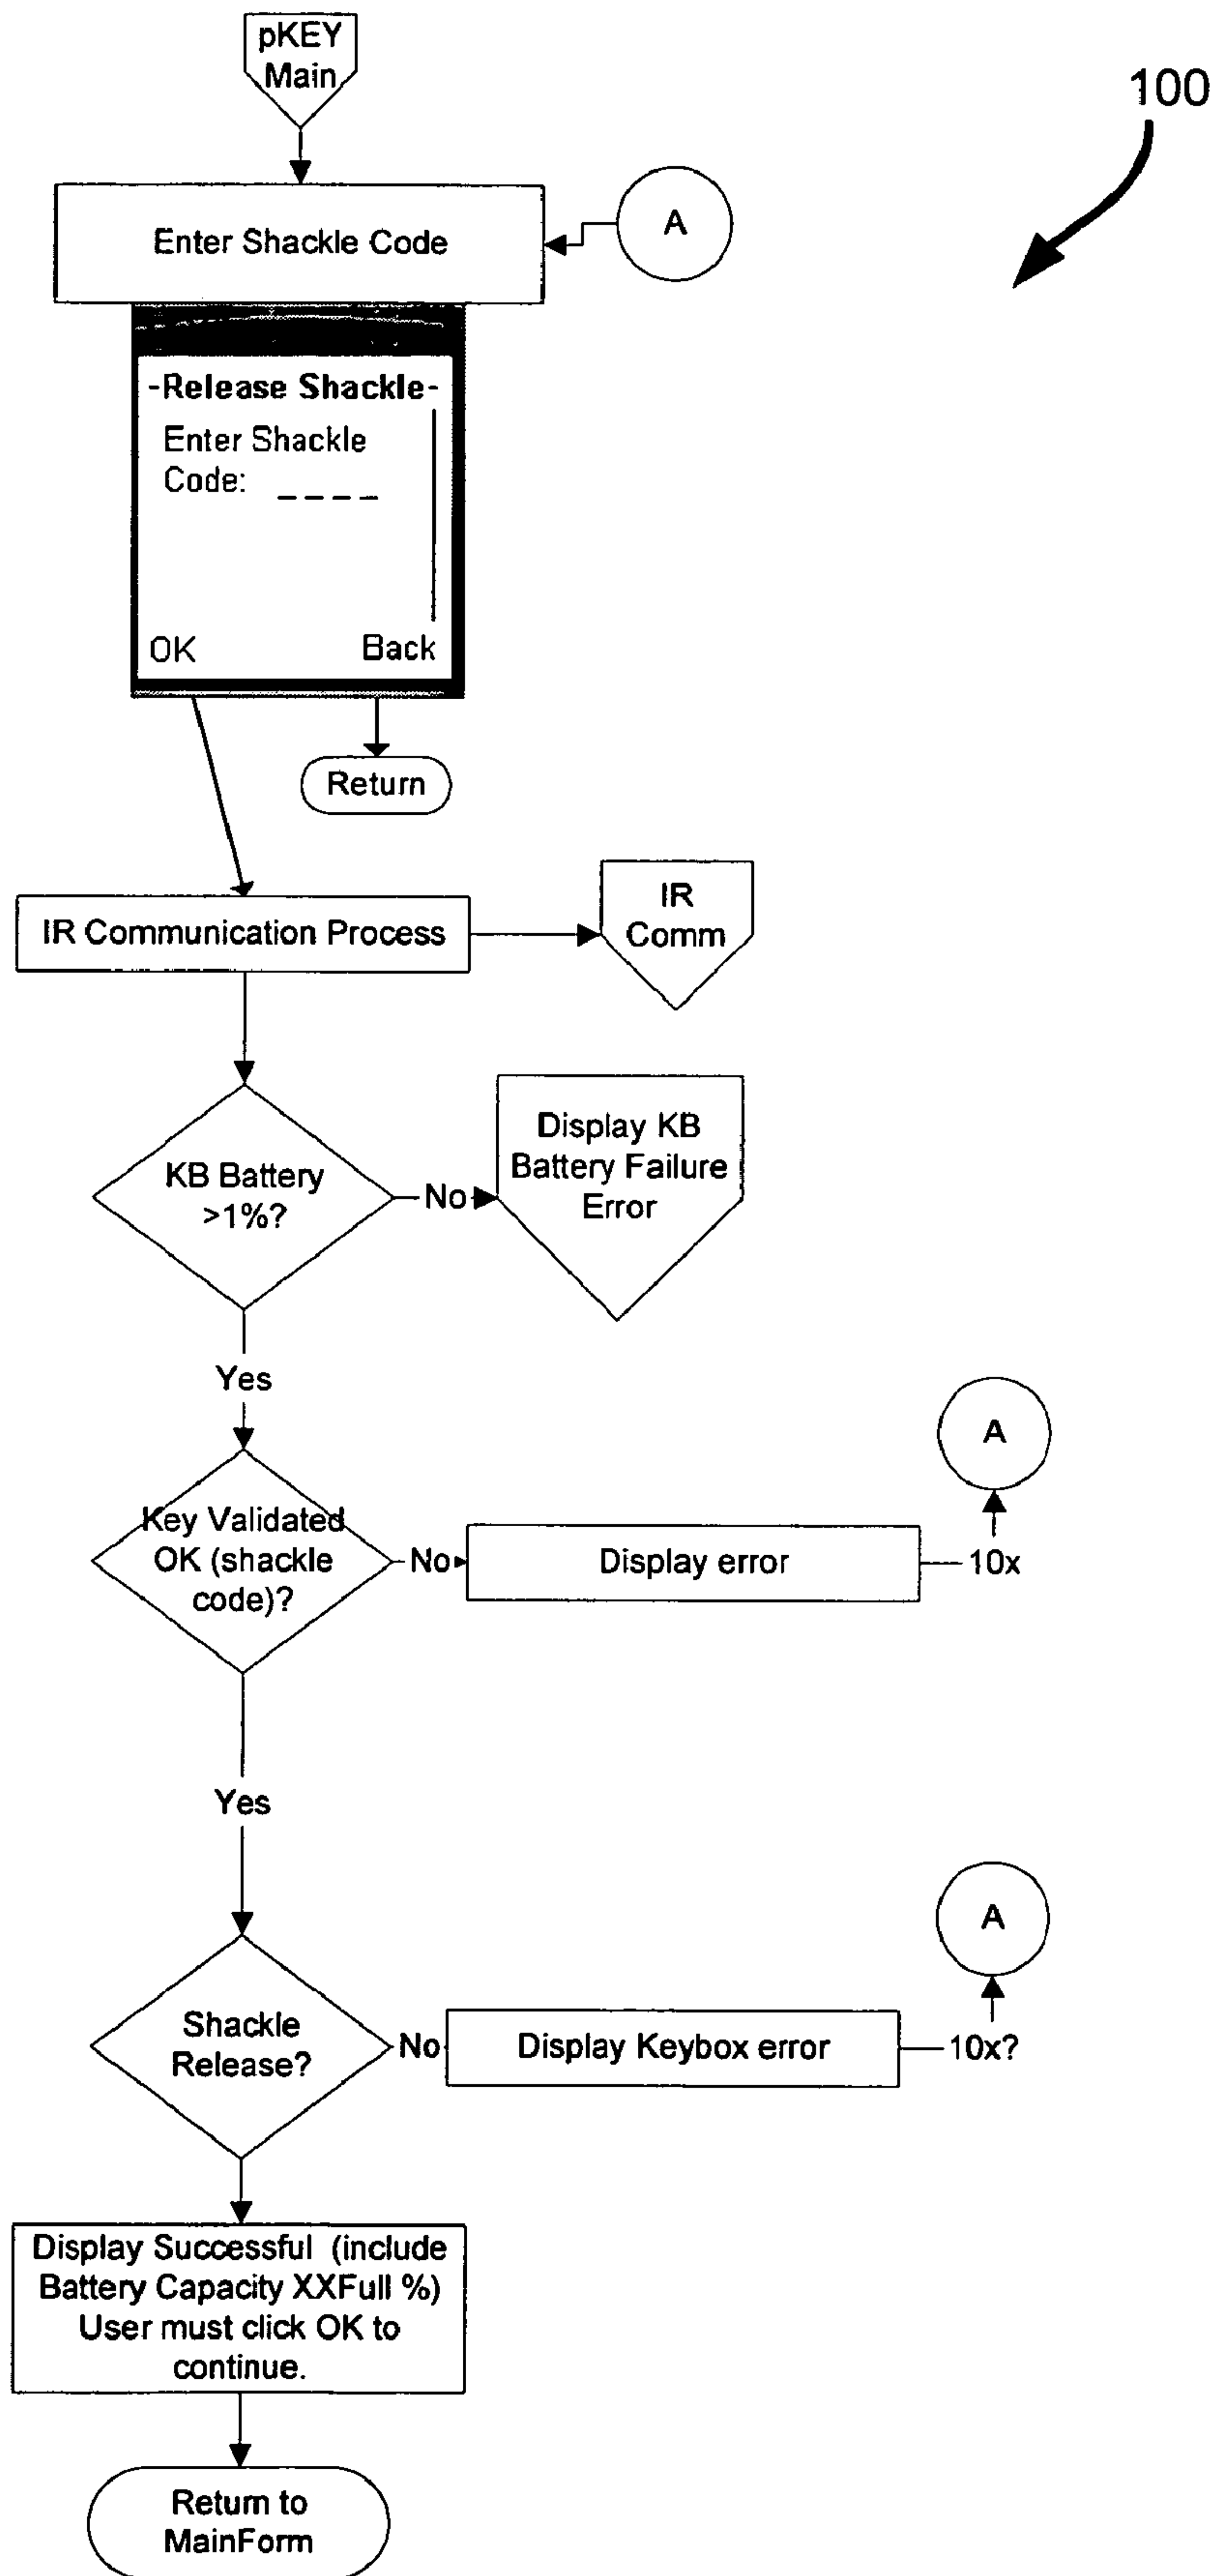 pKEY
Main
100
Enter Shackle Code
A
-Release Shackle-
Enter Shackle
Code: _ _ _ _
OK
Back
Return
IR Communication Process
IR
Comm
KB Battery
>1%?
No
Display KB
Battery Failure
Error
Yes
A
Key Validated
OK (shackle
code)?
No
Display error
10x
Yes
A
Shackle
Release?
No
Display Keybox error
10x?
Display Successful (include
Battery Capacity XXFull %)
User must click OK to
continue.
Return to
MainForm